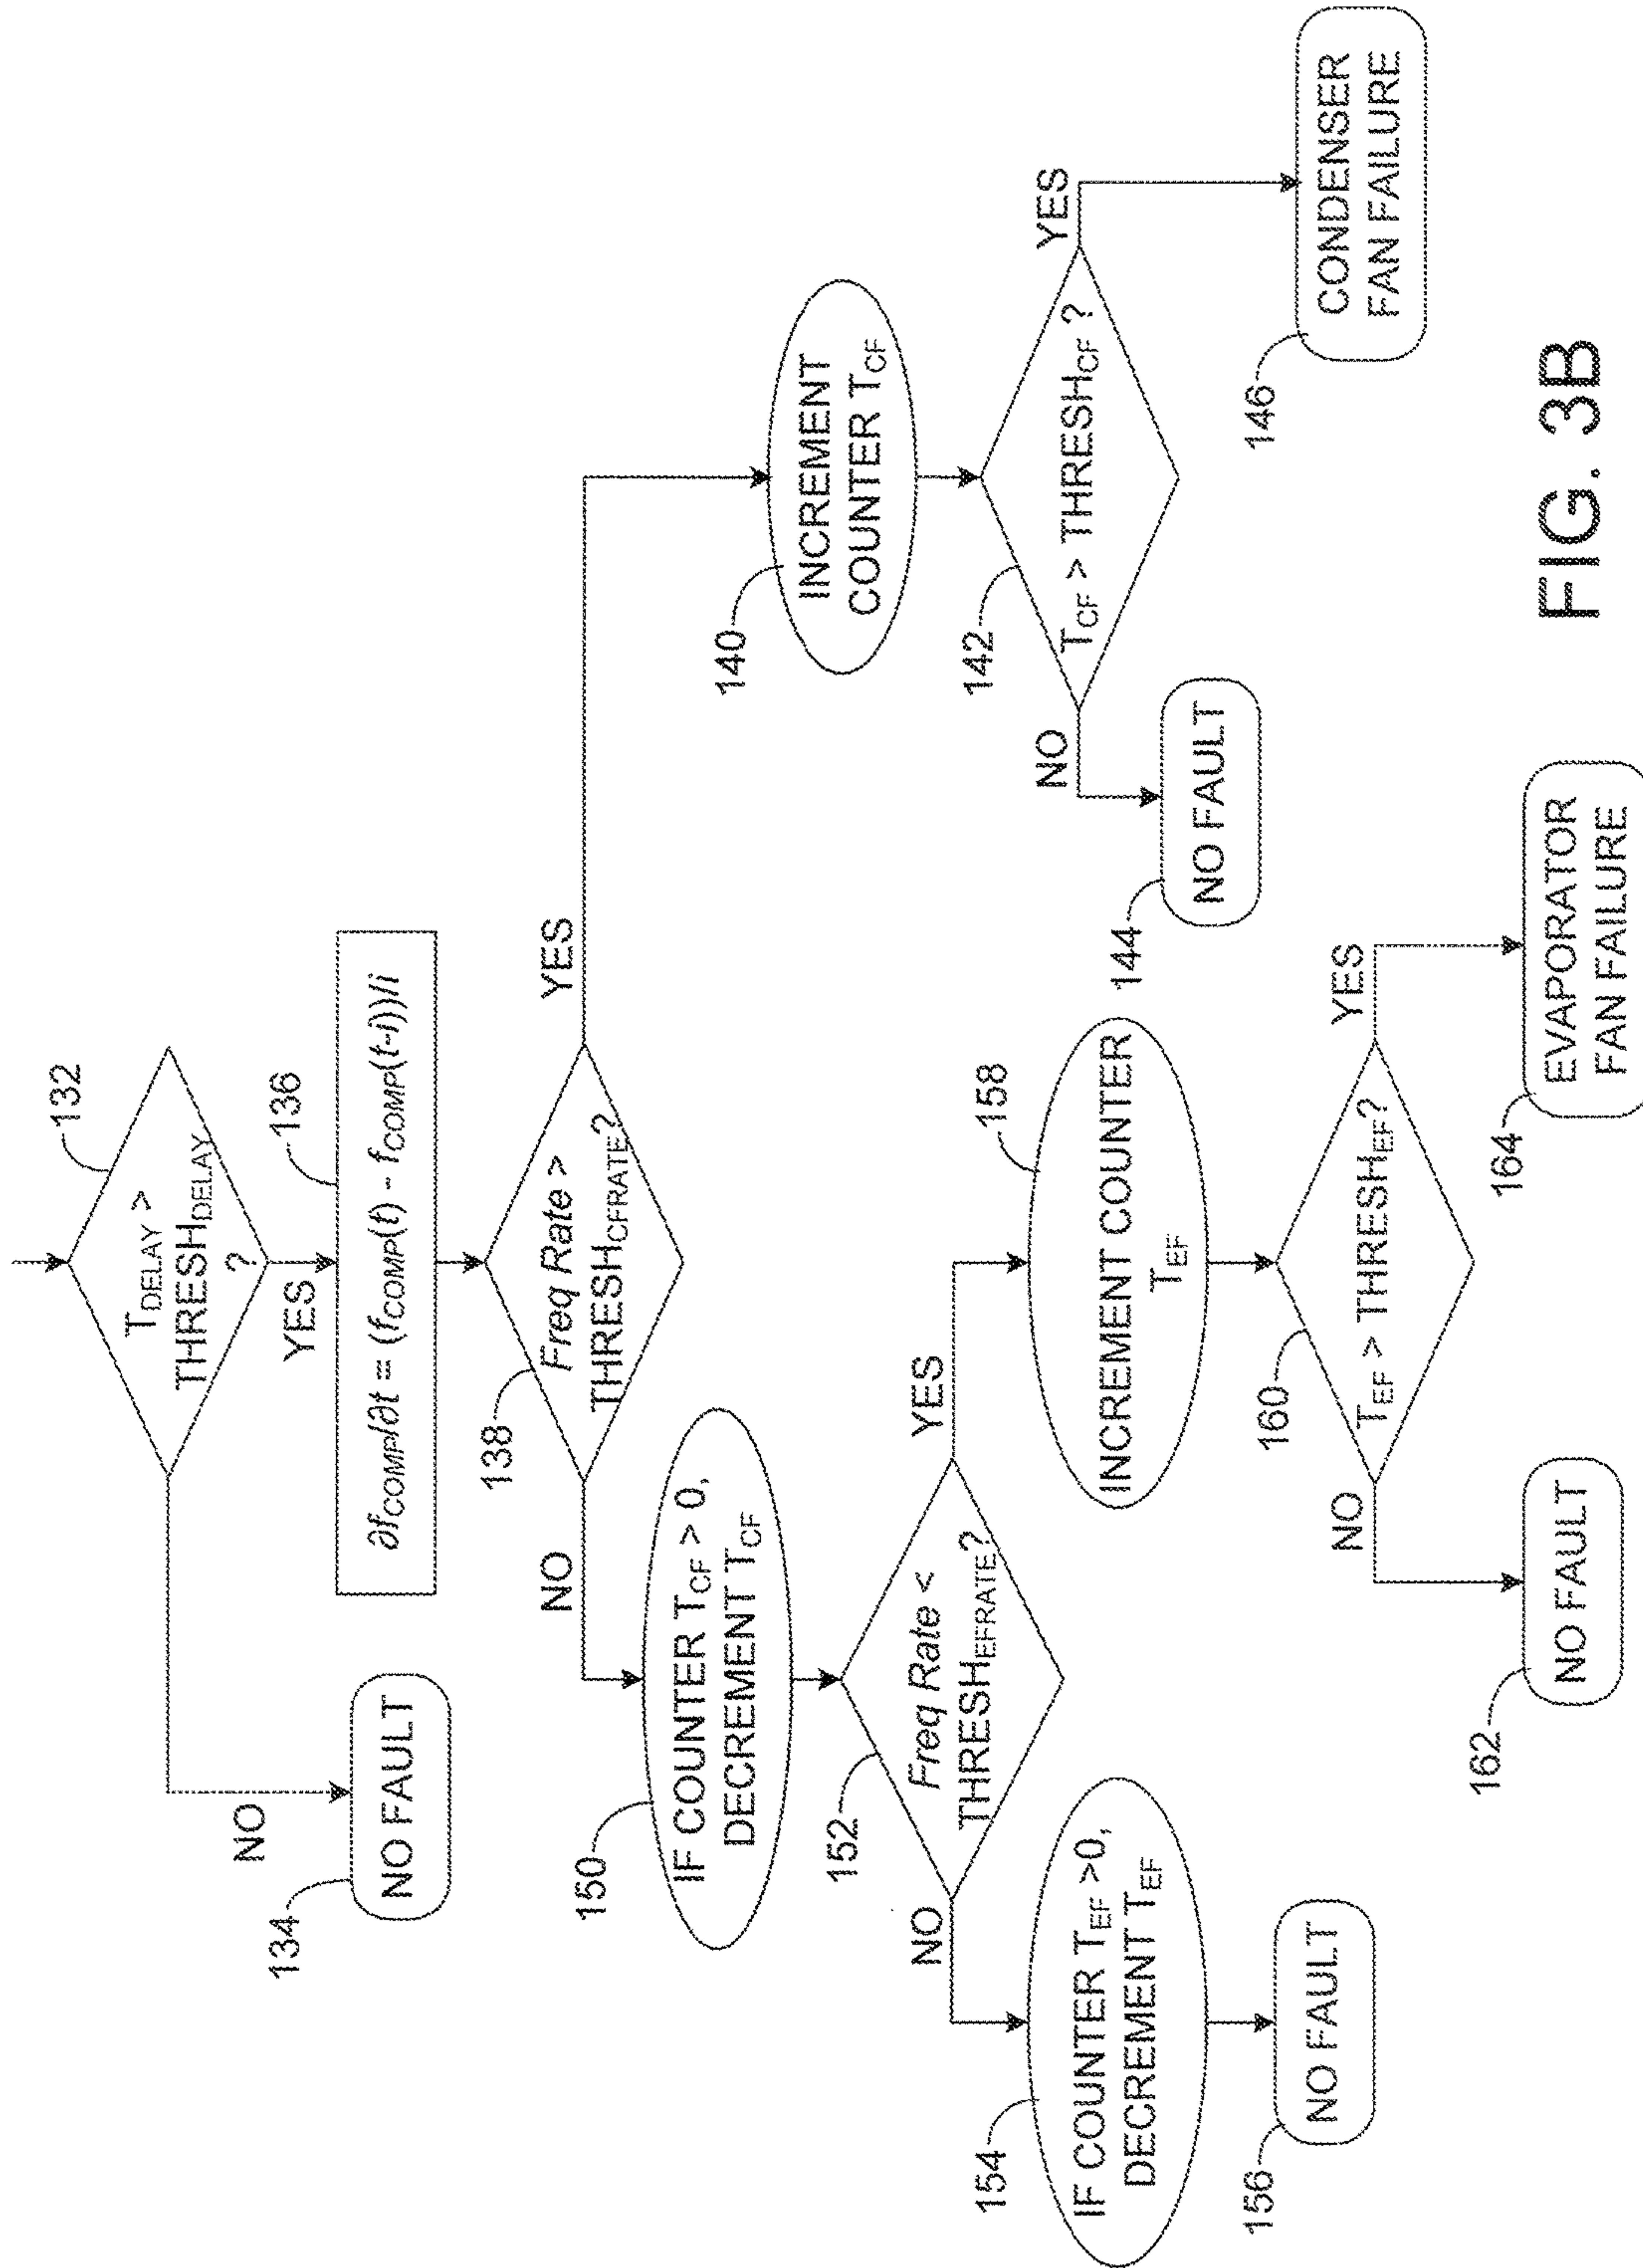 132
T_DELAY >
THRESH_DELAY
?
NO
YES
134
NO FAULT
136
∂f_COMP/∂t = (f_COMP(t) - f_COMP(t-i))/i
138
Freq Rate >
THRESH_CFRATE?
NO
YES
150
IF COUNTER T_CF > 0,
DECREMENT T_CF
140
INCREMENT
COUNTER T_CF
152
Freq Rate <
THRESH_EFRATE?
NO
YES
142
T_CF > THRESH_CF ?
NO
YES
154
IF COUNTER T_EF >0,
DECREMENT T_EF
158
INCREMENT COUNTER
T_EF
144
NO FAULT
146
CONDENSER
FAN FAILURE
156
NO FAULT
160
T_EF > THRESH_EF?
NO
YES
162
NO FAULT
164
EVAPORATOR
FAN FAILURE
FIG. 3B